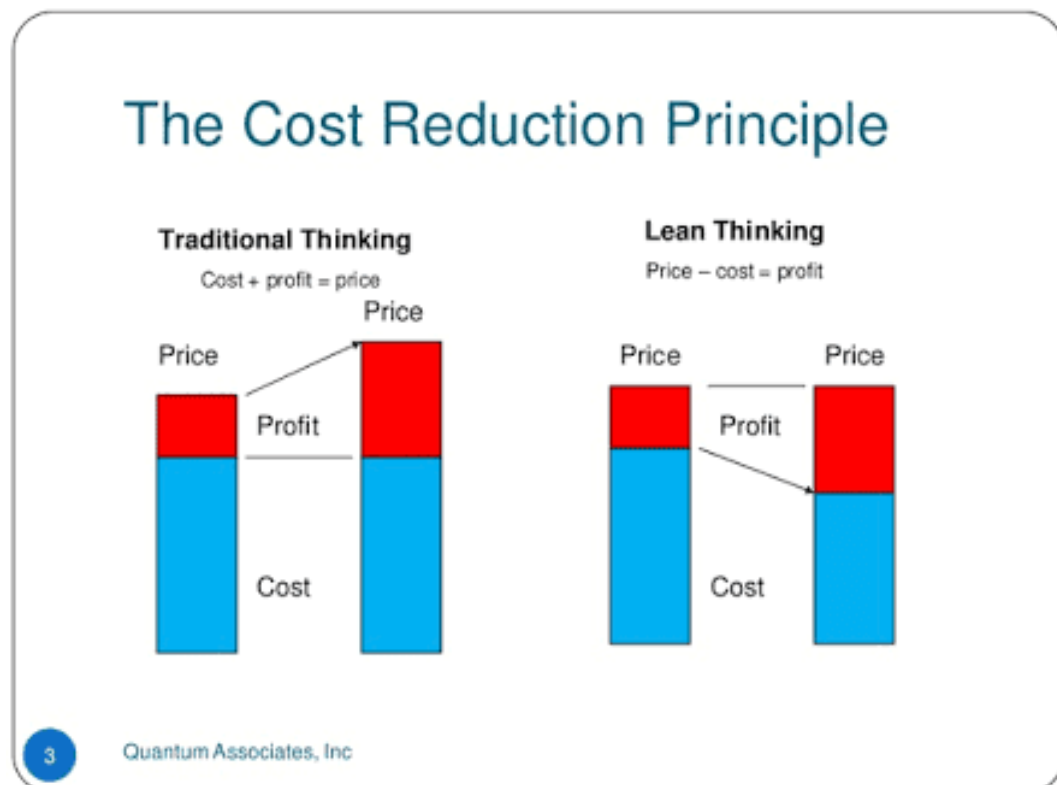 The Cost Reduction Principle
Traditional Thinking
Cost + profit = price
Price
Price
Profit
Cost
Lean Thinking
Price – cost = profit
Price
Price
Profit
Cost
3
Quantum Associates, Inc